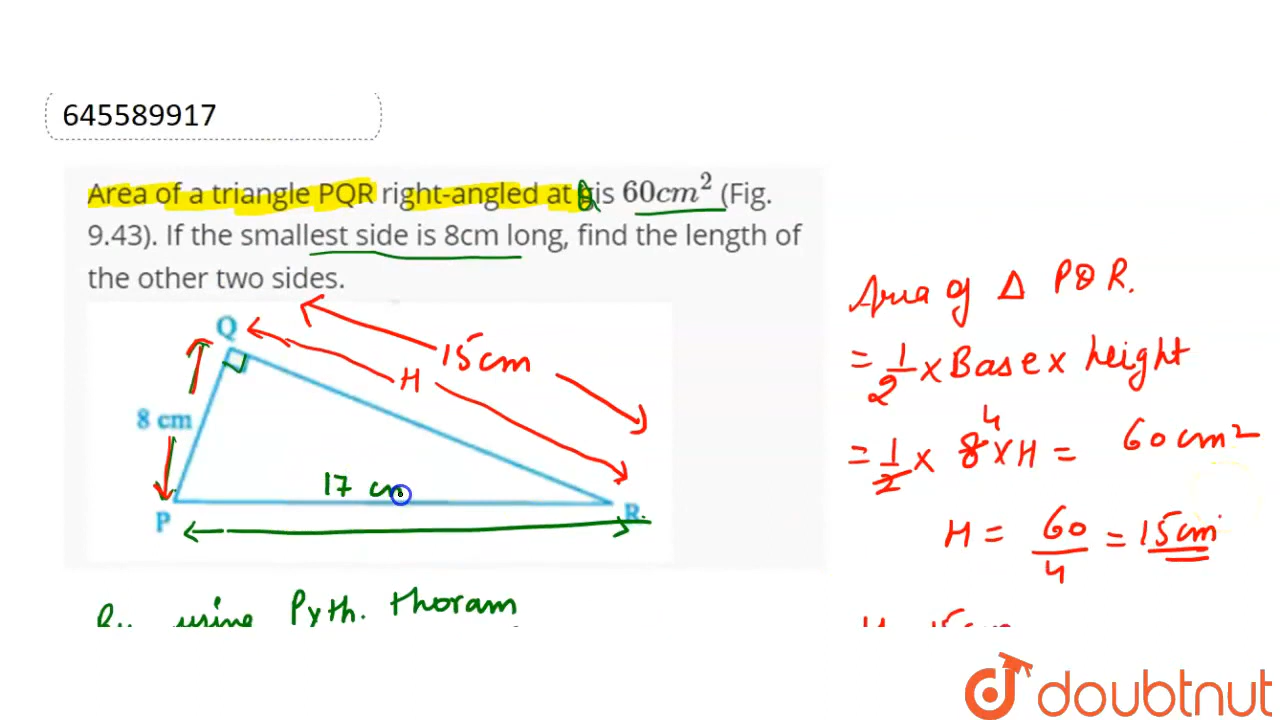 645589917
Area of a triangle PQR right-angled at Q is 60cm²(Fig.
9.43). If the smallest side is 8cm long, find the length of
the other two sides.
Area of Δ PQR.
= 1/2 x Base x height
= 1/2 x 8 4 x H = 60 cm²
H = 60/4 = 15cm
H = 15cm
Q
15cm
H
8 cm
17 cm
P
R
By using Pyth. thoram
doubtnut